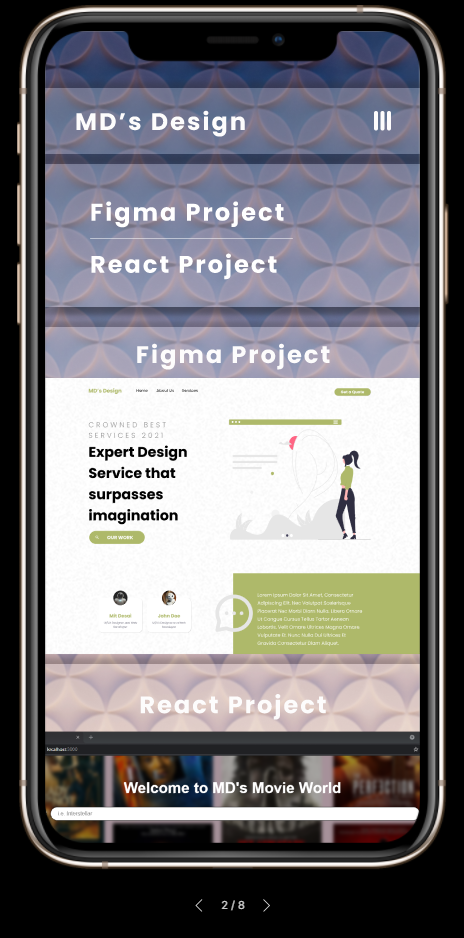 MD's Design
Figma Project
React Project
Figma Project
MD's Design Home About Us Services Get a Quote
CROWNED BEST
SERVICES 2021
Expert Design
Service that
surpasses
imagination
OUR WORK
MD Dood
John Doe
Lorem Ipsum Dolor Sit Amet, Consectetur
Adipiscing Elit. Nec Volutpat Scelerisque
Placerat Nec Morbi Diam Nulla. Libero Ornare
Ut Congue Cursus Tellus Tortor Aenean
Lobortis. Velit Ornare Ultrices Magna Ornare
Vulputate Et. Nunc Nulla Dui Ultrices Et
Gravida Consectetur Diam Aliquet
React Project
localhost:3000
Welcome to MD's Movie World
i.e. Interstellar
2/8